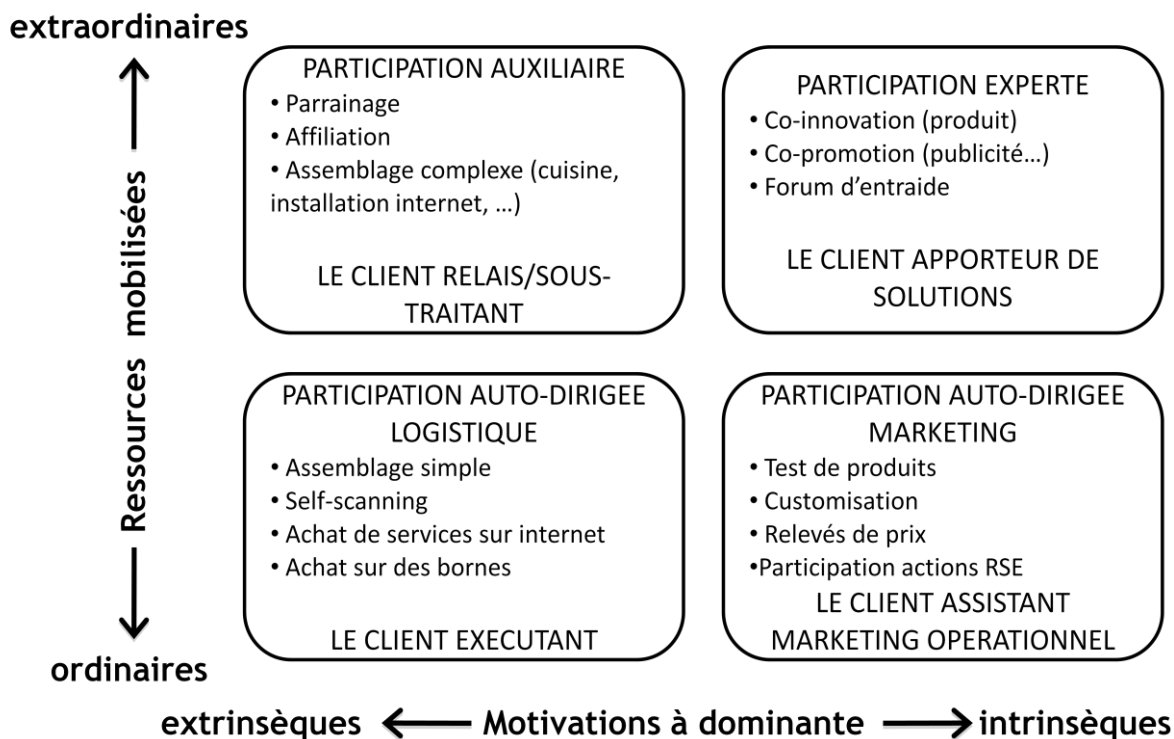 extraordinaires
Ressources mobilisées
ordinaires
PARTICIPATION AUXILIAIRE
• Parrainage
• Affiliation
• Assemblage complexe (cuisine,
installation internet, ...)
LE CLIENT RELAIS/SOUS-
TRAITANT
PARTICIPATION EXPERTE
• Co-innovation (produit)
• Co-promotion (publicité...)
• Forum d'entraide
LE CLIENT APPORTEUR DE
SOLUTIONS
PARTICIPATION AUTO-DIRIGEE
LOGISTIQUE
• Assemblage simple
• Self-scanning
• Achat de services sur internet
• Achat sur des bornes
LE CLIENT EXECUTANT
PARTICIPATION AUTO-DIRIGEE
MARKETING
• Test de produits
• Customisation
• Relevés de prix
•Participation actions RSE
LE CLIENT ASSISTANT
MARKETING OPERATIONNEL
extrinsèques Motivations à dominante intrinsèques